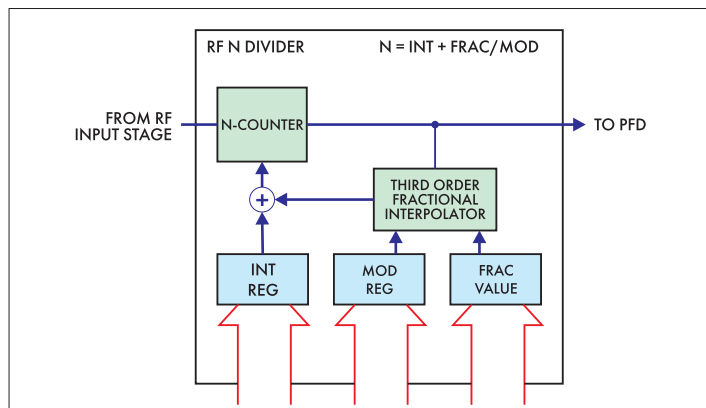 RF N DIVIDER
N = INT + FRAC/MOD
FROM RF
INPUT STAGE
N-COUNTER
TO PFD
THIRD ORDER
FRACTIONAL
INTERPOLATOR
+
INT
REG
MOD
REG
FRAC
VALUE